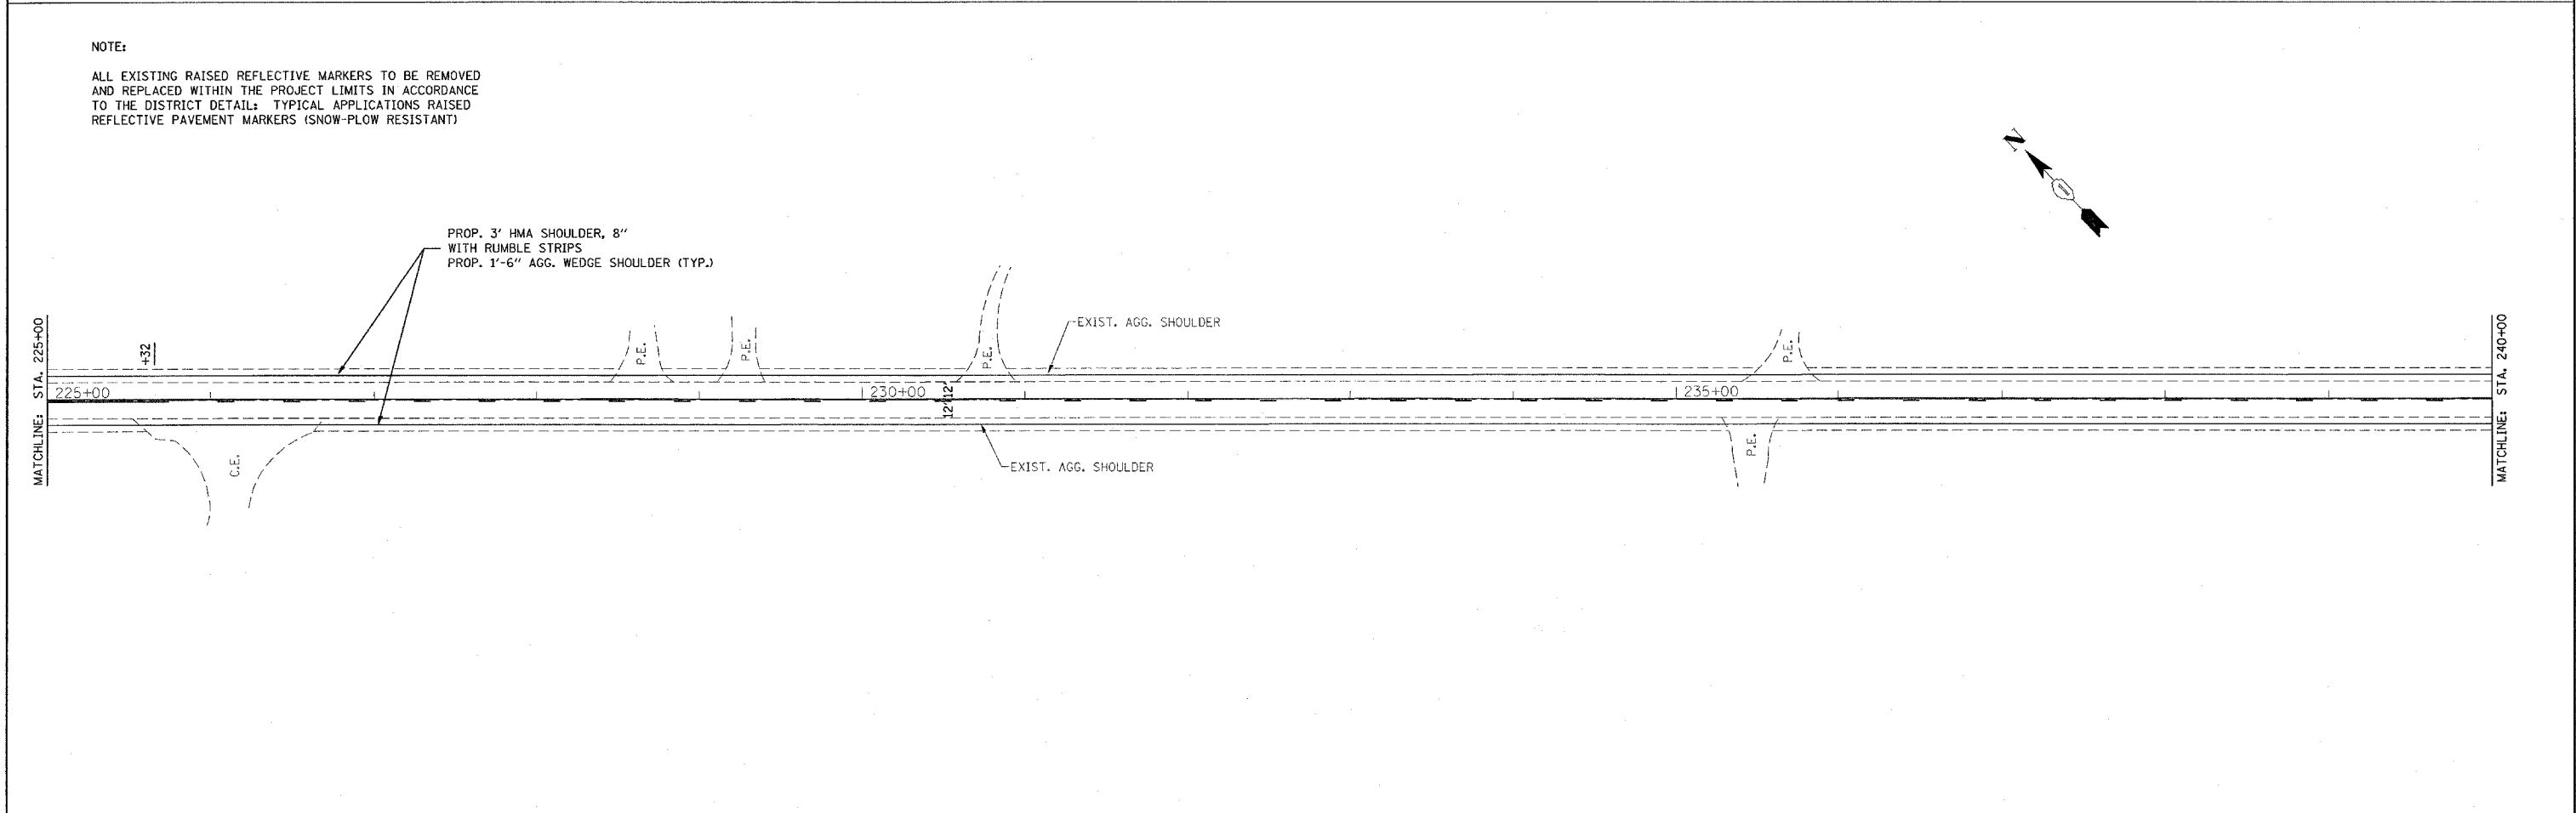 NOTE:
ALL EXISTING RAISED REFLECTIVE MARKERS TO BE REMOVED
AND REPLACED WITHIN THE PROJECT LIMITS IN ACCORDANCE
TO THE DISTRICT DETAIL: TYPICAL APPLICATIONS RAISED
REFLECTIVE PAVEMENT MARKERS (SNOW-PLOW RESISTANT)
N
PROP. 3' HMA SHOULDER, 8"
WITH RUMBLE STRIPS
PROP. 1'-6" AGG. WEDGE SHOULDER (TYP.)
MATCHLINE: STA. 225+00
+32
P.E.
P.E.
P.E.
EXIST. AGG. SHOULDER
P.E.
MATCHLINE: STA. 240+00
225+00
230+00
12'12'
235+00
C.E.
EXIST. AGG. SHOULDER
P.E.